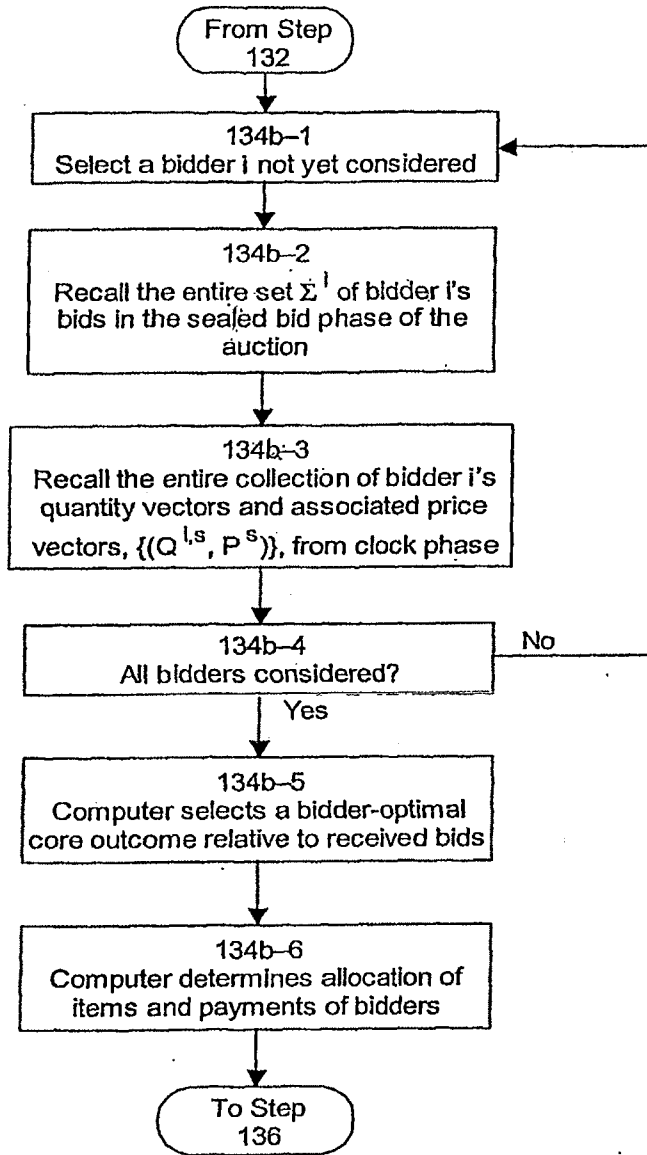 From Step
132
134b–1
Select a bidder i not yet considered
134b–2
Recall the entire set Σ^i of bidder i's
bids in the sealed bid phase of the
auction
134b–3
Recall the entire collection of bidder i's
quantity vectors and associated price
vectors, {(Q^i,s, P^s)}, from clock phase
134b–4
All bidders considered?
No
Yes
134b–5
Computer selects a bidder-optimal
core outcome relative to received bids
134b–6
Computer determines allocation of
items and payments of bidders
To Step
136